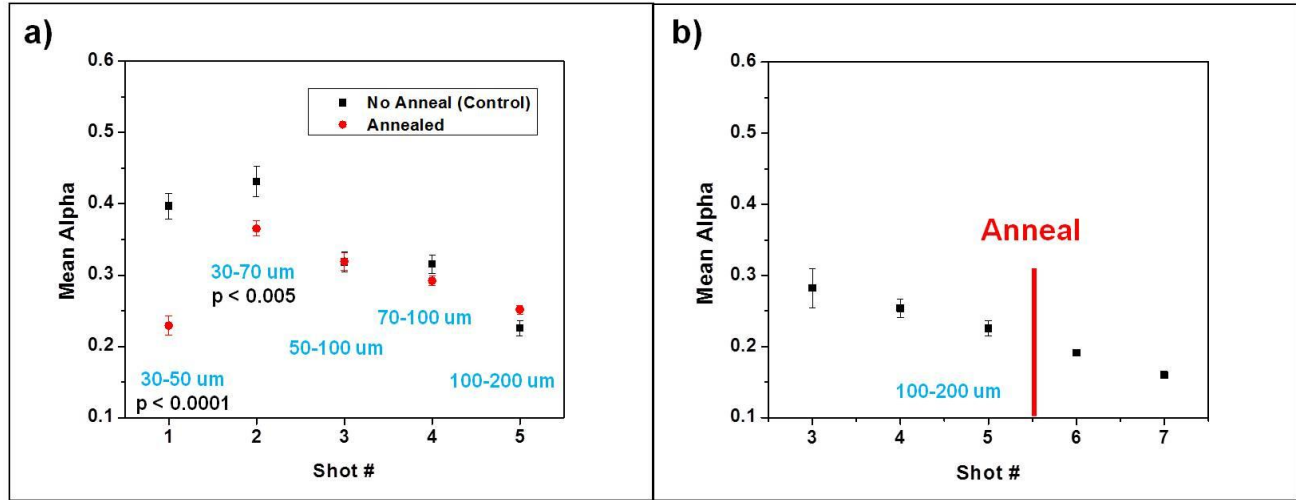 a)
0.6
0.5
0.4
0.3
0.2
0.1
Mean Alpha
No Anneal (Control)
Annealed
30-70 um
p < 0.005
50-100 um
70-100 um
100-200 um
30-50 um
p < 0.0001
1 2 3 4 5
Shot #
b)
0.6
0.5
0.4
0.3
0.2
0.1
Mean Alpha
Anneal
100-200 um
3 4 5 6 7
Shot #